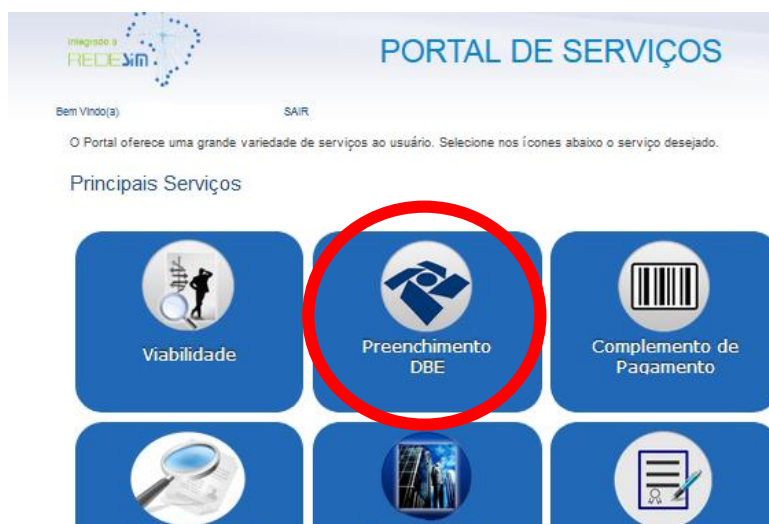 Integrado à
REDESIM
PORTAL DE SERVIÇOS
Bem Vindo(a) SAIR
O Portal oferece uma grande variedade de serviços ao usuário. Selecione nos ícones abaixo o serviço desejado.
Principais Serviços
Viabilidade
Preenchimento
DBE
Complemento de
Pagamento